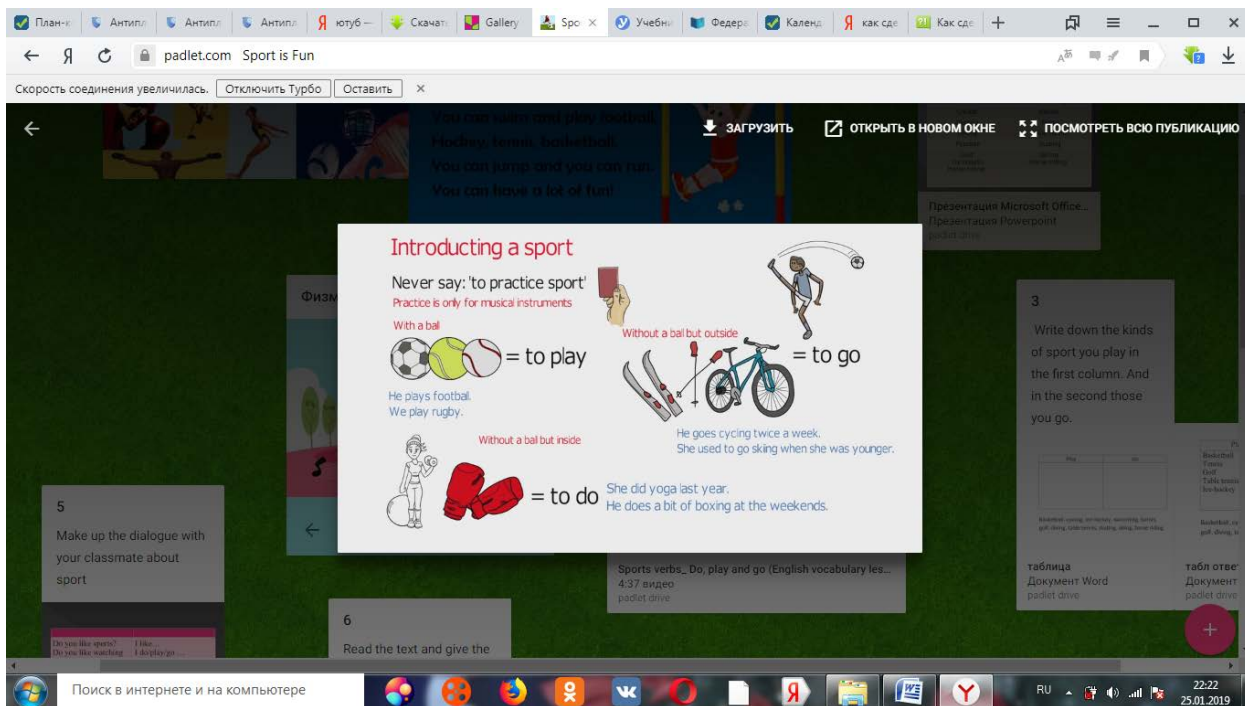 План-к
Антипл
Антипл
Антипл
ютуб —
Скачать
Gallery
Spo
Учебни
Федера
Календ
как сде
Как сде
padlet.com Sport is Fun
Скорость соединения увеличилась. Отключить Турбо Оставить
ЗАГРУЗИТЬ
ОТКРЫТЬ В НОВОМ ОКНЕ
ПОСМОТРЕТЬ ВСЮ ПУБЛИКАЦИЮ
You can swim and play football,
Hockey, tennis, basketball.
You can jump and you can run.
You can have a lot of fun!
Презентация Microsoft Office...
Презентация Powerpoint
padlet drive
Introducting a sport
Never say: 'to practice sport'
Practice is only for musical instruments
With a ball
= to play
He plays football.
We play rugby.
Without a ball but outside
= to go
He goes cycling twice a week.
She used to go skiing when she was younger.
Without a ball but inside
= to do
She did yoga last year.
He does a bit of boxing at the weekends.
Физм
3
Write down the kinds
of sport you play in
the first column. And
in the second those
you go.
таблица
Документ Word
padlet drive
Basketball
Tennis
Golf
Table tennis
Ice-hockey
табл отве
Документ
padlet drive
5
Make up the dialogue with
your classmate about
sport
Do you like sports? I like...
Do you like watching I do/play/go ...
Sports verbs_ Do, play and go (English vocabulary les...
4:37 видео
padlet drive
6
Read the text and give the
Поиск в интернете и на компьютере
RU
22:22
25.01.2019